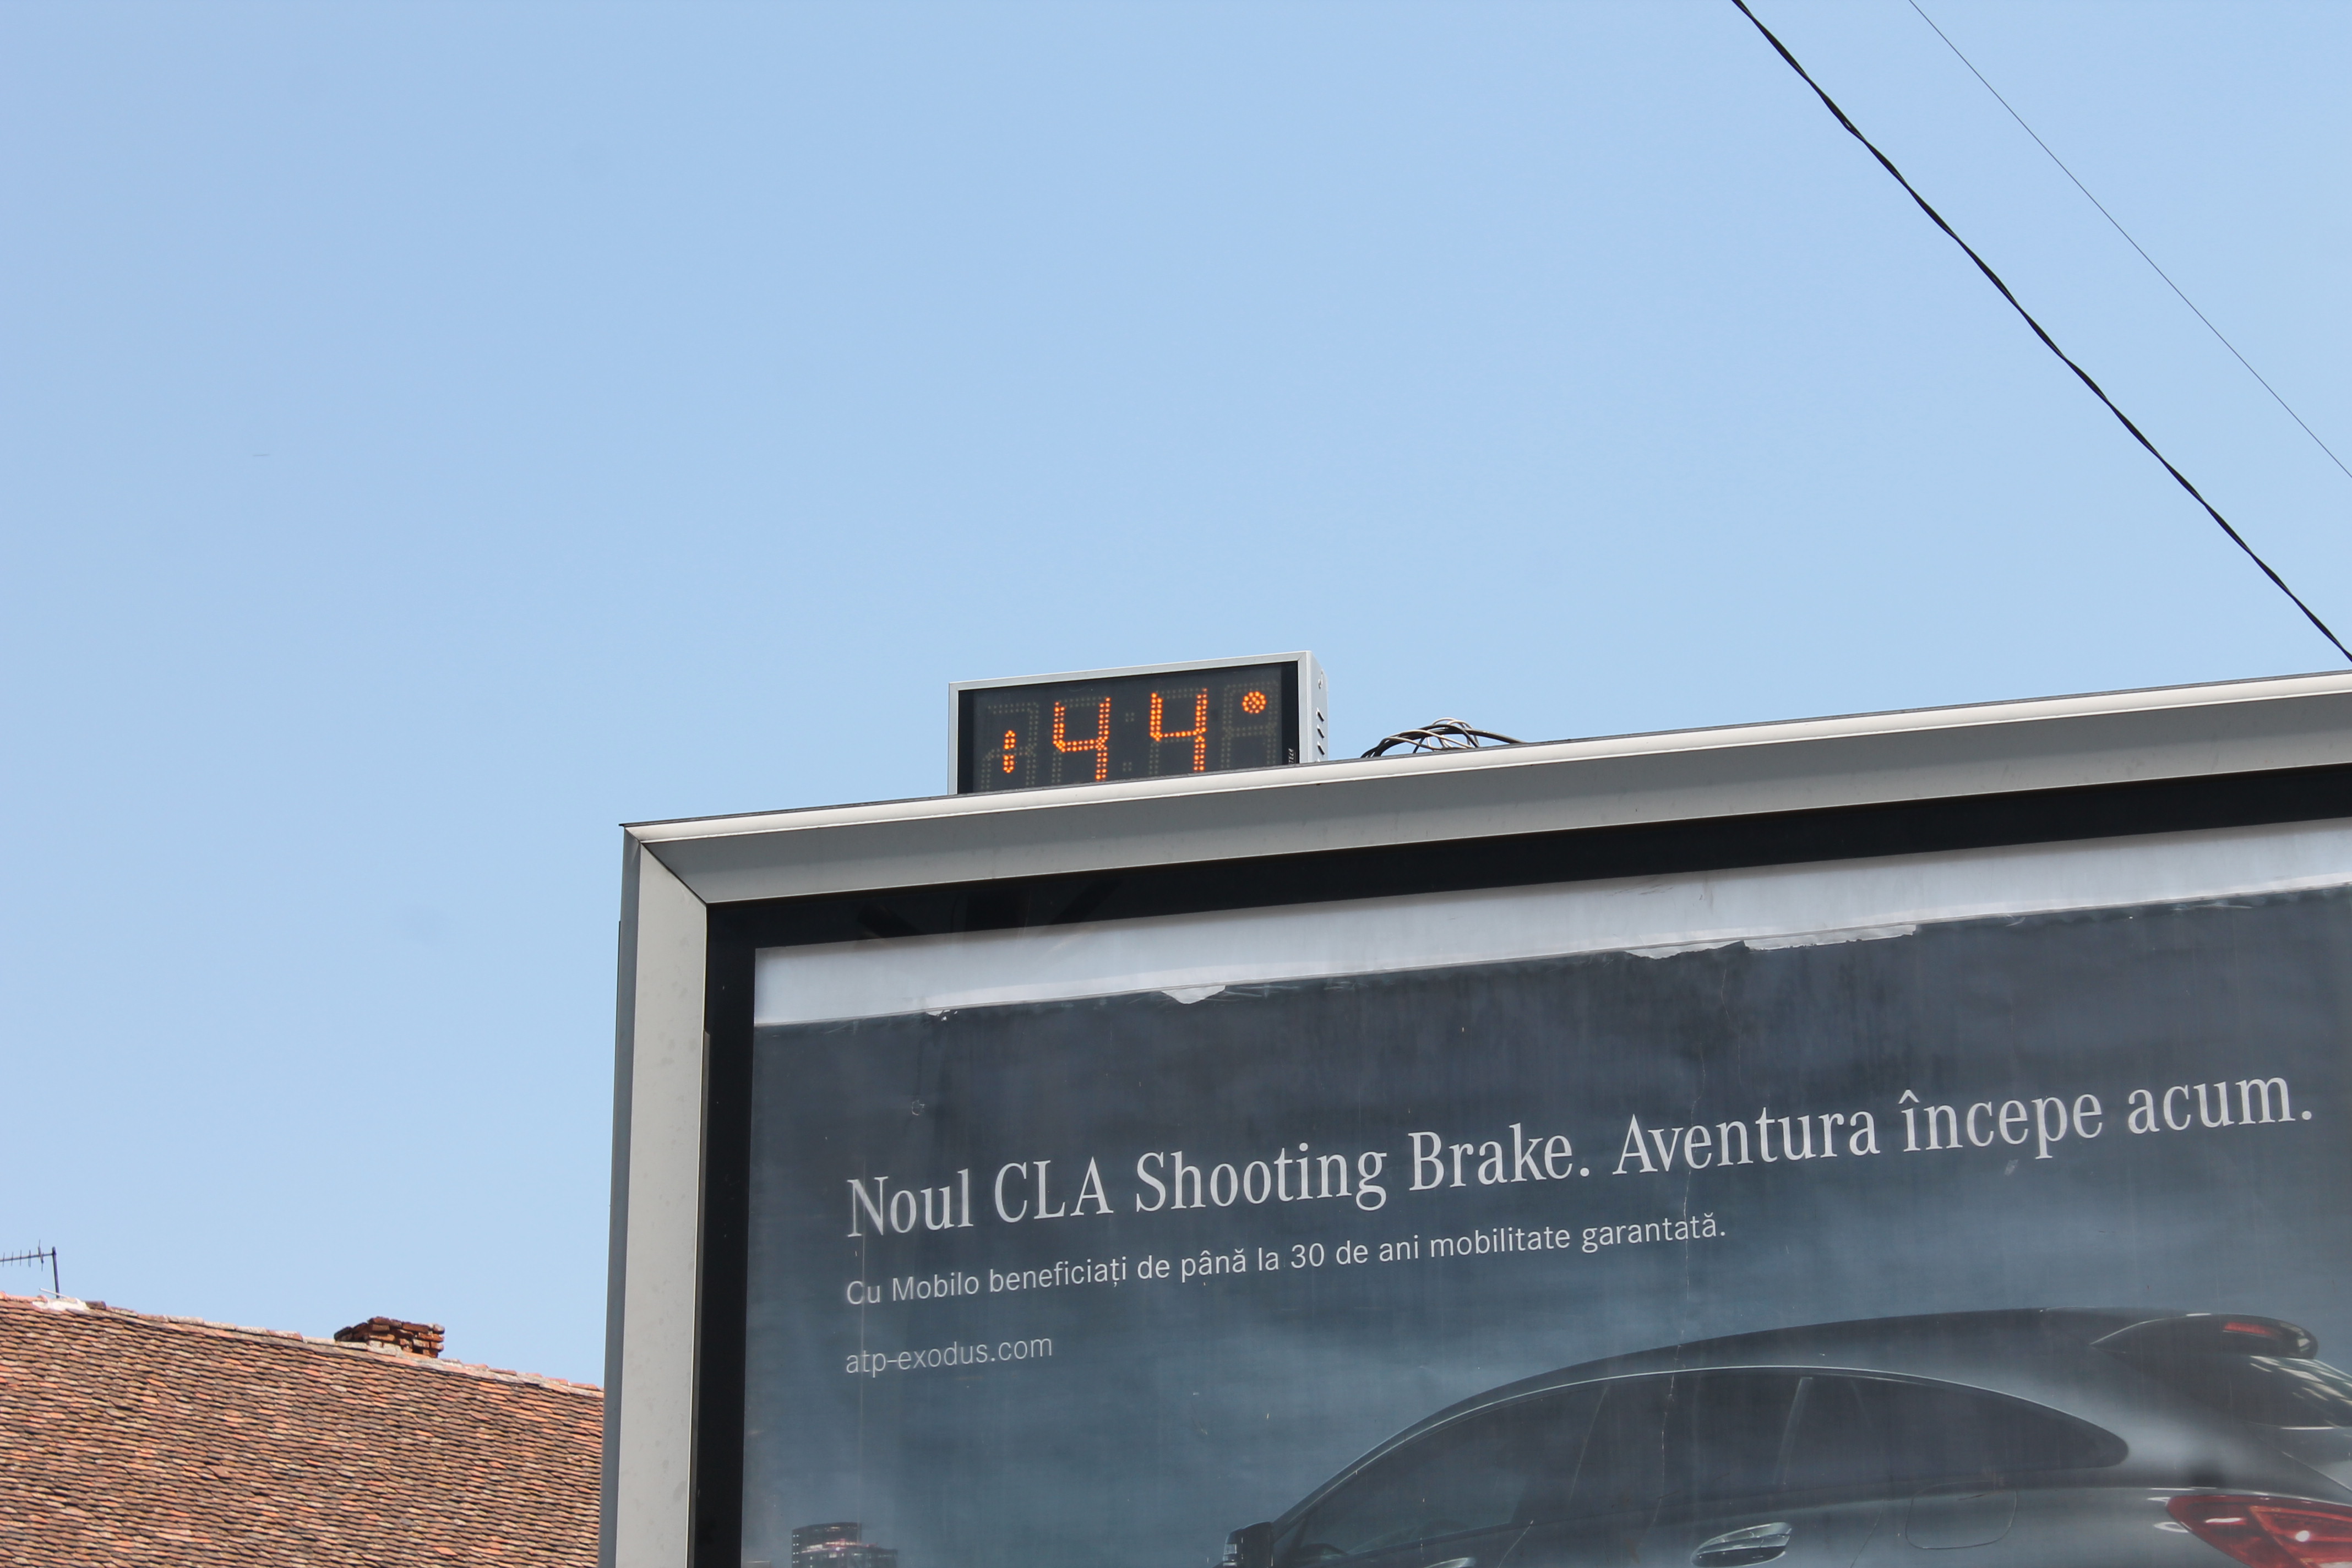 44°
Noul CLA Shooting Brake. Aventura începe acum.
Cu Mobilo beneficiați de până la 30 de ani mobilitate garantată.
atp-exodus.com